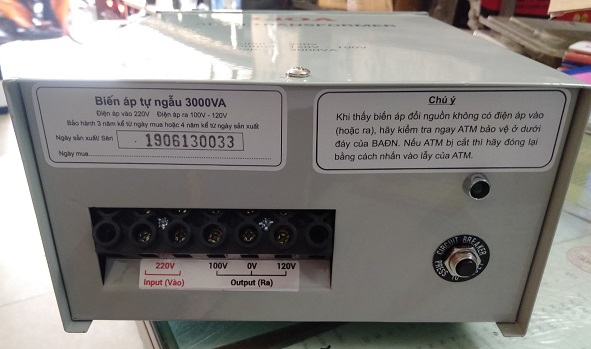 LIOA
TRANSFORMER
Biến áp tự ngẫu 3000VA
Điện áp vào 220V Điện áp ra 100V - 120V
Bảo hành 3 năm kể từ ngày mua hoặc 4 năm kể từ ngày sản xuất
Ngày sản xuất/ Sêri 1906130033
Ngày mua
Chú ý
Khi thấy biến áp đổi nguồn không có điện áp vào
(hoặc ra), hãy kiểm tra ngay ATM bảo vệ ở dưới
đáy của BAĐN. Nếu ATM bị cắt thì hãy đóng lại
bằng cách nhấn vào lẫy của ATM.
220V 100V 0V 120V
Input (Vào) Output (Ra)
CIRCUIT BREAKER
PRESS TO